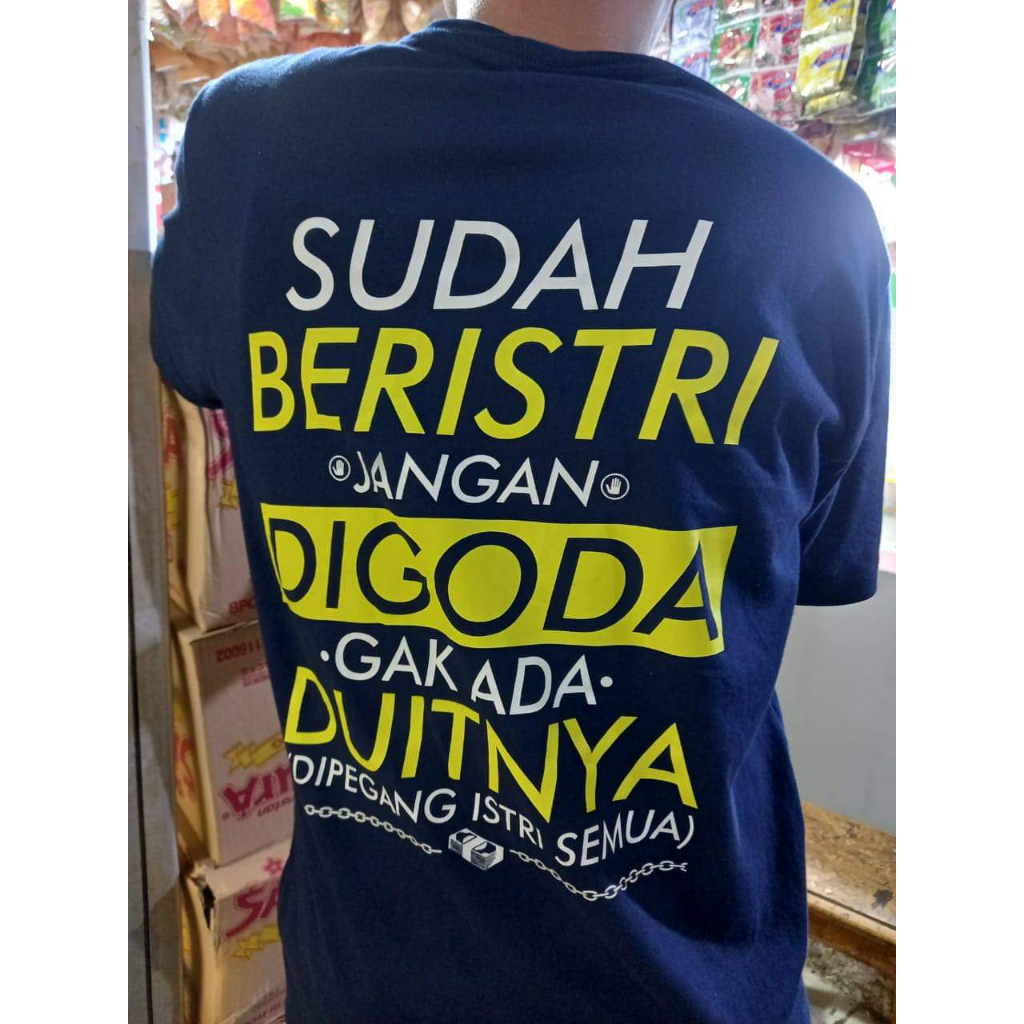 SUDAH
BERISTRI
JANGAN
DIGODA
·GAK ADA·
DUITNYA
(DIPEGANG ISTRI SEMUA)